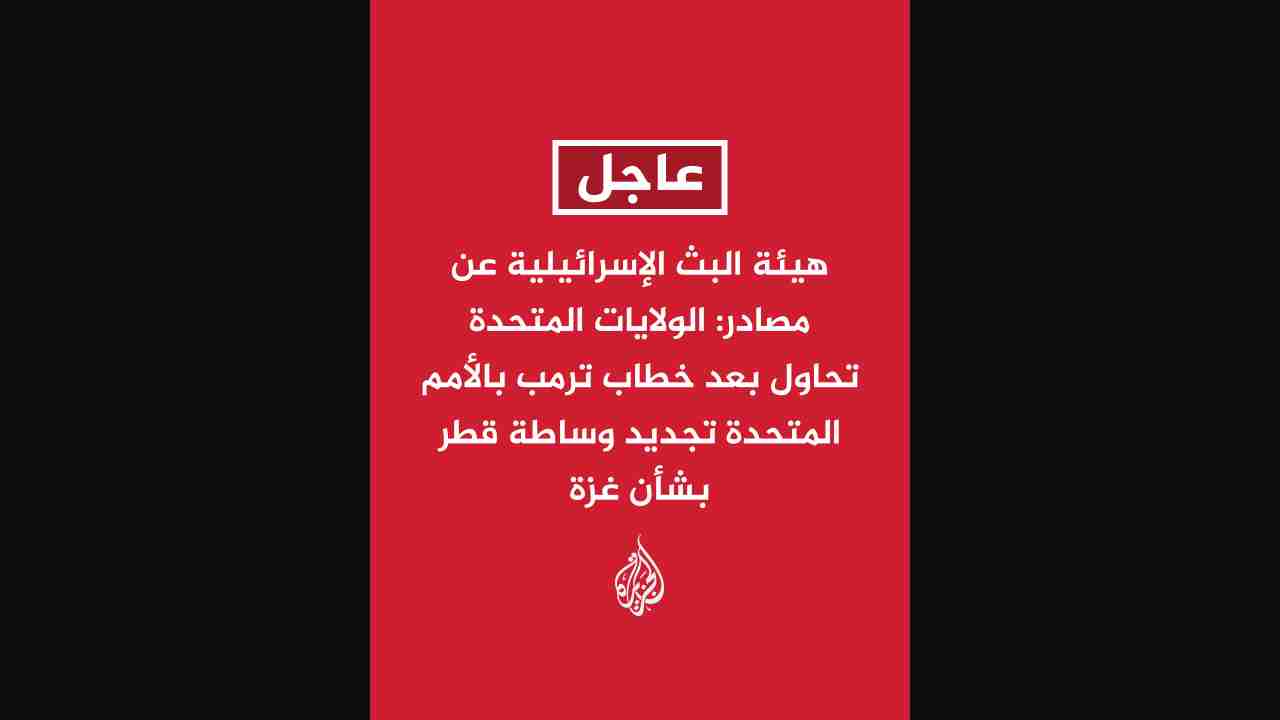 عاجل
هيئة البث الإسرائيلية عن
مصادر: الولايات المتحدة
تحاول بعد خطاب ترمب بالأمم
المتحدة تجديد وساطة قطر
بشأن غزة
الجزيرة